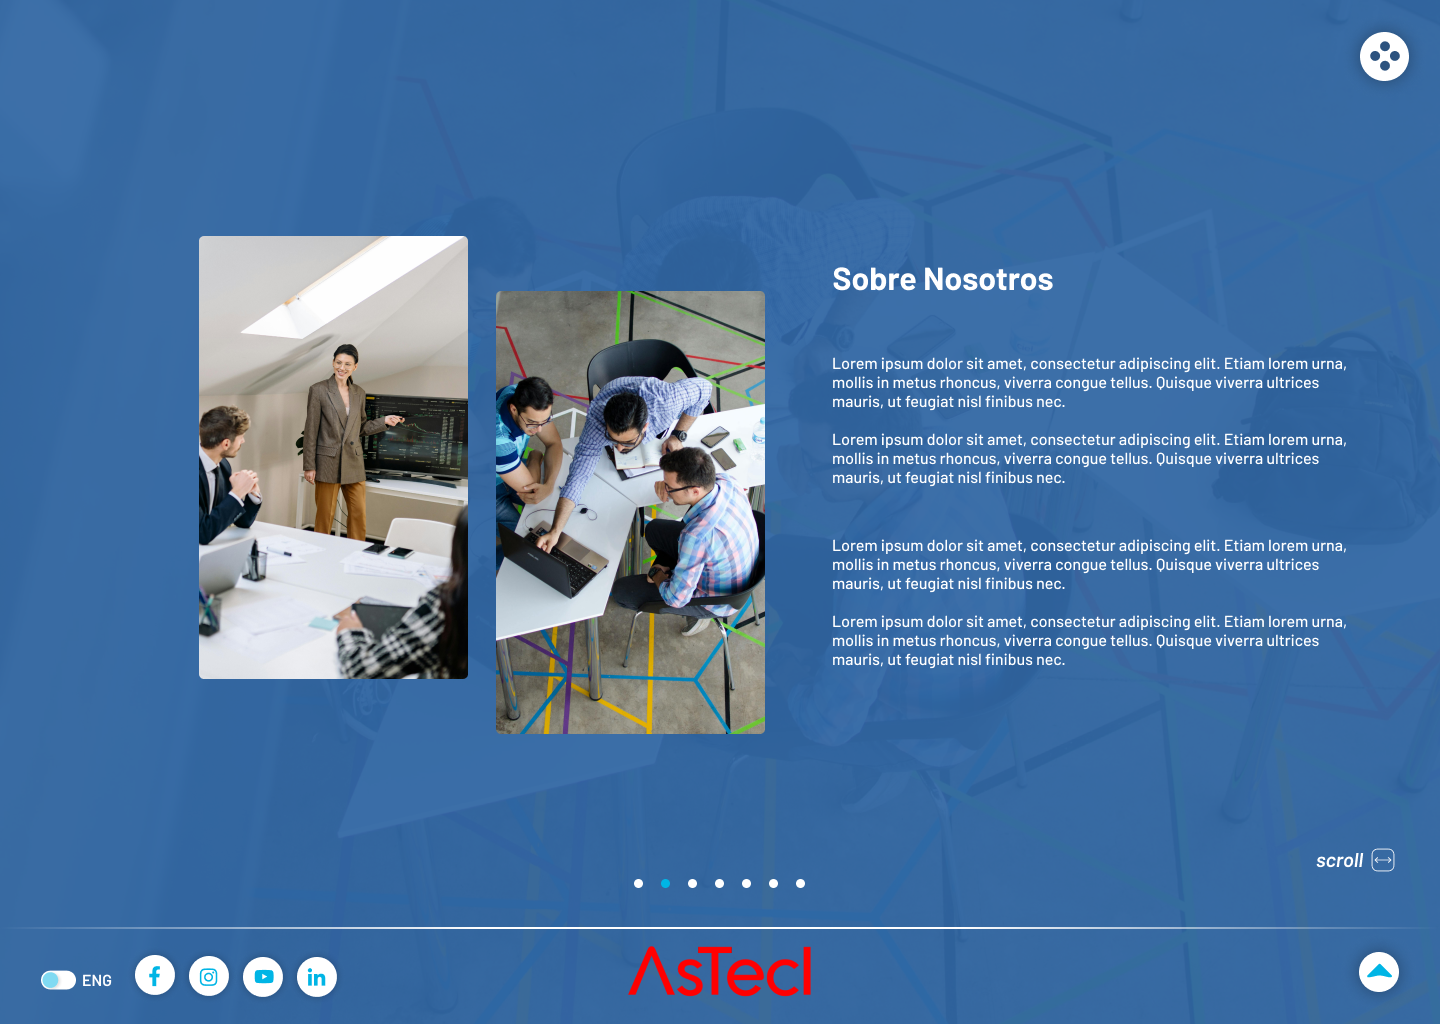 Sobre Nosotros
Lorem ipsum dolor sit amet, consectetur adipiscing elit. Etiam lorem urna,
mollis in metus rhoncus, viverra congue tellus. Quisque viverra ultrices
mauris, ut feugiat nisl finibus nec.
Lorem ipsum dolor sit amet, consectetur adipiscing elit. Etiam lorem urna,
mollis in metus rhoncus, viverra congue tellus. Quisque viverra ultrices
mauris, ut feugiat nisl finibus nec.
Lorem ipsum dolor sit amet, consectetur adipiscing elit. Etiam lorem urna,
mollis in metus rhoncus, viverra congue tellus. Quisque viverra ultrices
mauris, ut feugiat nisl finibus nec.
Lorem ipsum dolor sit amet, consectetur adipiscing elit. Etiam lorem urna,
mollis in metus rhoncus, viverra congue tellus. Quisque viverra ultrices
mauris, ut feugiat nisl finibus nec.
scroll
ENG
AsTecI